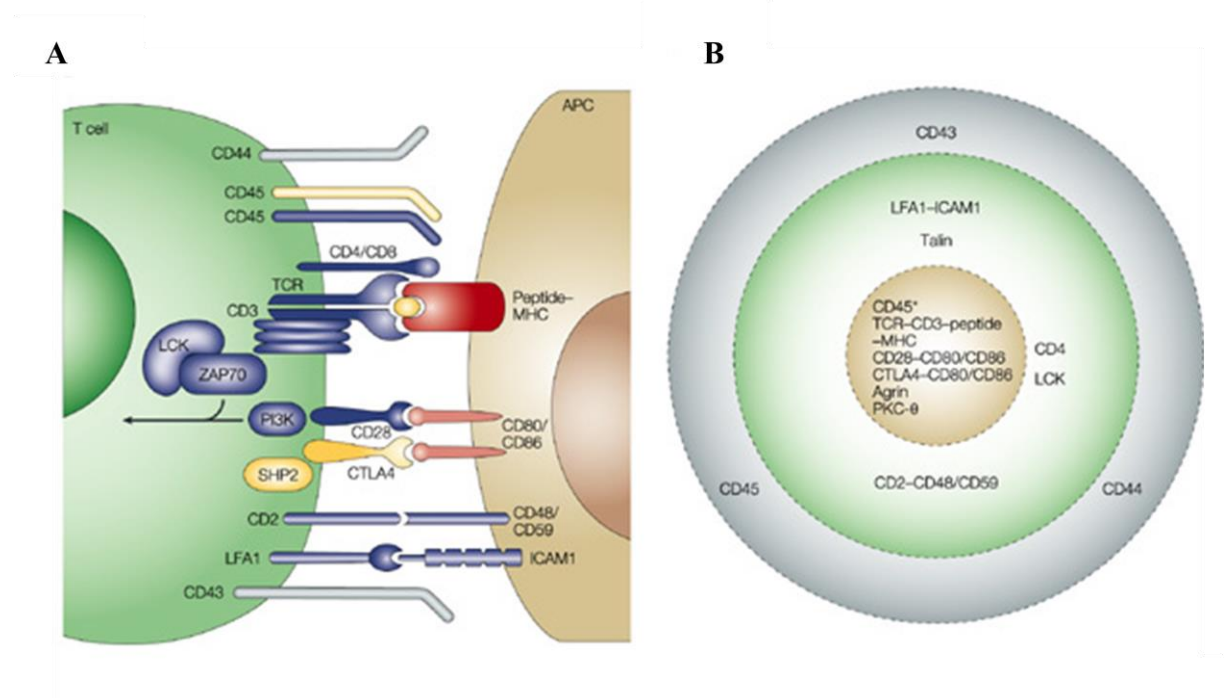 A
T cell
APC
CD44
CD45
CD45
CD4/CD8
TCR
CD3
Peptide–
MHC
LCK
ZAP70
PI3K
CD28
CD80/
CD86
SHP2
CTLA4
CD2
CD48/
CD59
LFA1
ICAM1
CD43
B
CD43
LFA1–ICAM1
Talin
CD45*
TCR–CD3–peptide
–MHC
CD28–CD80/CD86
CTLA4–CD80/CD86
Agrin
PKC-θ
CD4
LCK
CD2–CD48/CD59
CD45
CD44